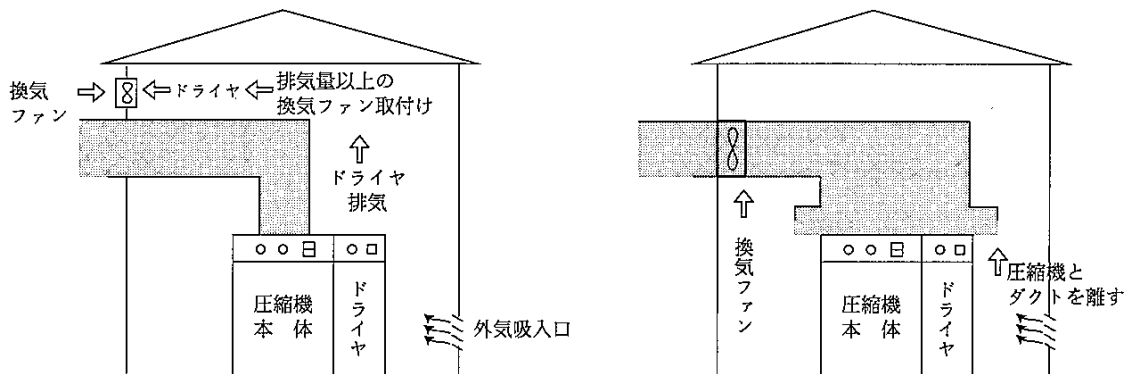 換気
ファン
ドライヤ
排気量以上の
換気ファン取付け
ドライヤ
排気
圧縮機
本体
ドライヤ
外気吸入口
換気ファン
圧縮機と
ダクトを離す
圧縮機
本体
ドライヤ